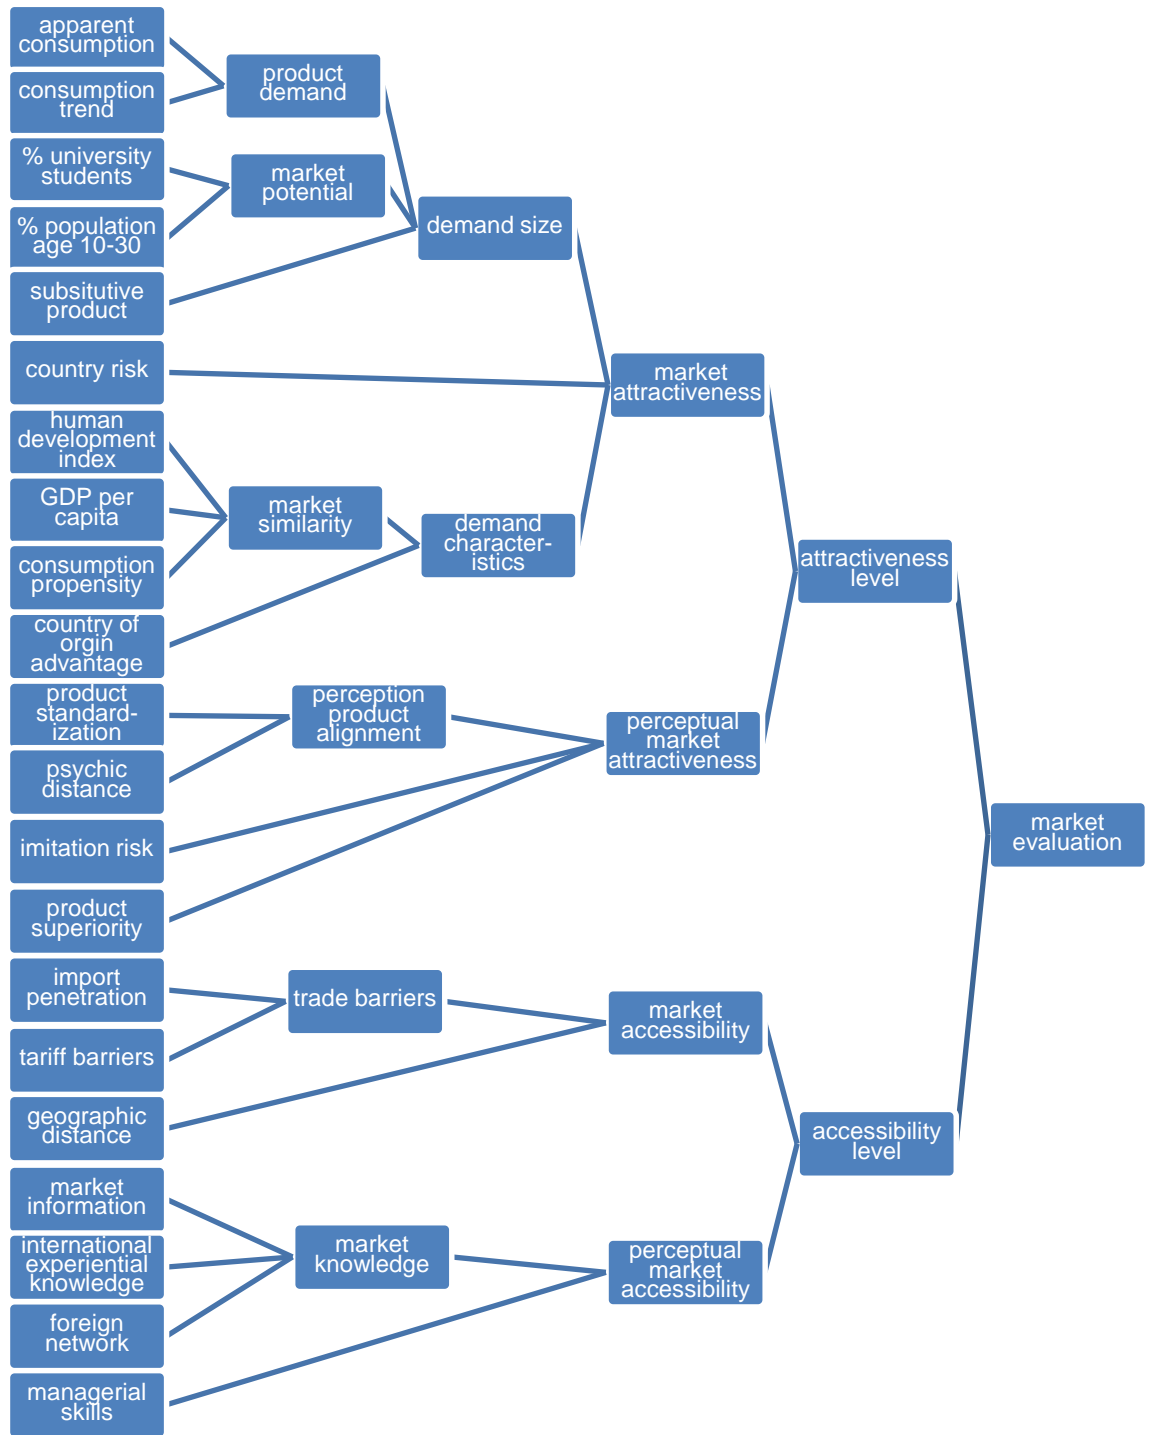 apparent
consumption
consumption
trend
% university
students
% population
age 10-30
subsitutive
product
country risk
human
development
index
GDP per
capita
consumption
propensity
country of
orgin
advantage
product
standard-
ization
psychic
distance
imitation risk
product
superiority
import
penetration
tariff barriers
geographic
distance
market
information
international
experiential
knowledge
foreign
network
managerial
skills
product
demand
market
potential
market
similarity
perception
product
alignment
trade barriers
market
knowledge
demand size
demand
character-
istics
market
attractiveness
perceptual
market
attractiveness
market
accessibility
perceptual
market
accessibility
attractiveness
level
accessibility
level
market
evaluation